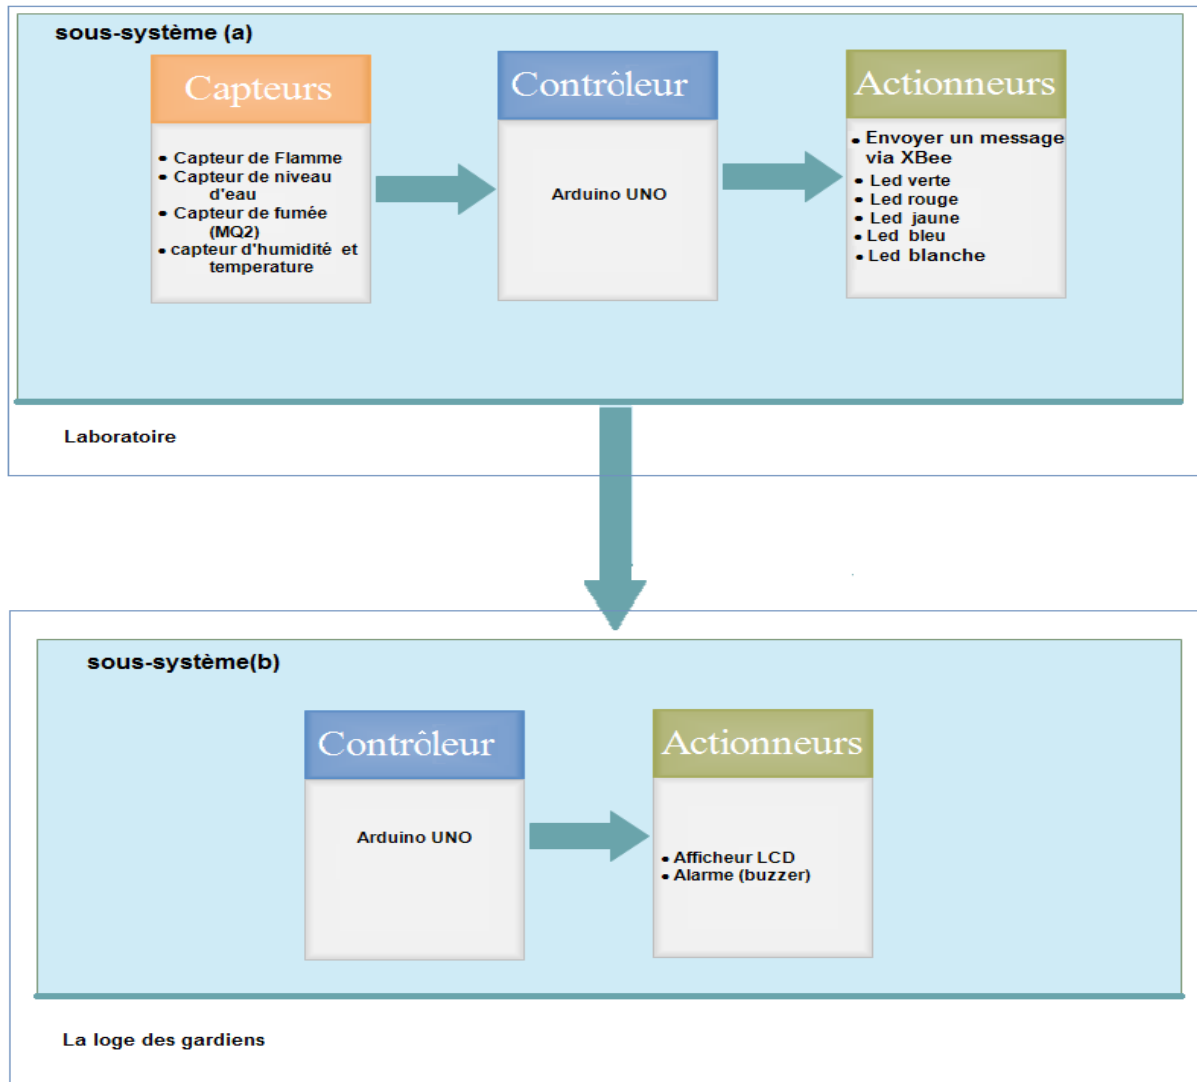 sous-système (a)
Capteurs
• Capteur de Flamme
• Capteur de niveau
d'eau
• Capteur de fumée
(MQ2)
• capteur d'humidité et
temperature
Contrôleur
Arduino UNO
Actionneurs
• Envoyer un message
via XBee
• Led verte
• Led rouge
• Led jaune
• Led bleu
• Led blanche
Laboratoire
sous-système(b)
Contrôleur
Arduino UNO
Actionneurs
• Afficheur LCD
• Alarme (buzzer)
La loge des gardiens